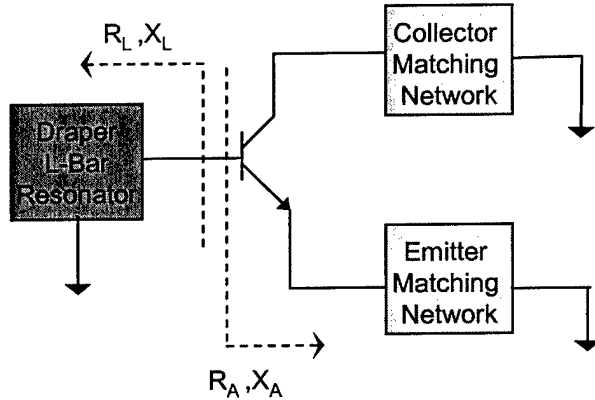 R_L ,X_L
Collector
Matching
Network
Draper
L-Bar
Resonator
Emitter
Matching
Network
R_A ,X_A